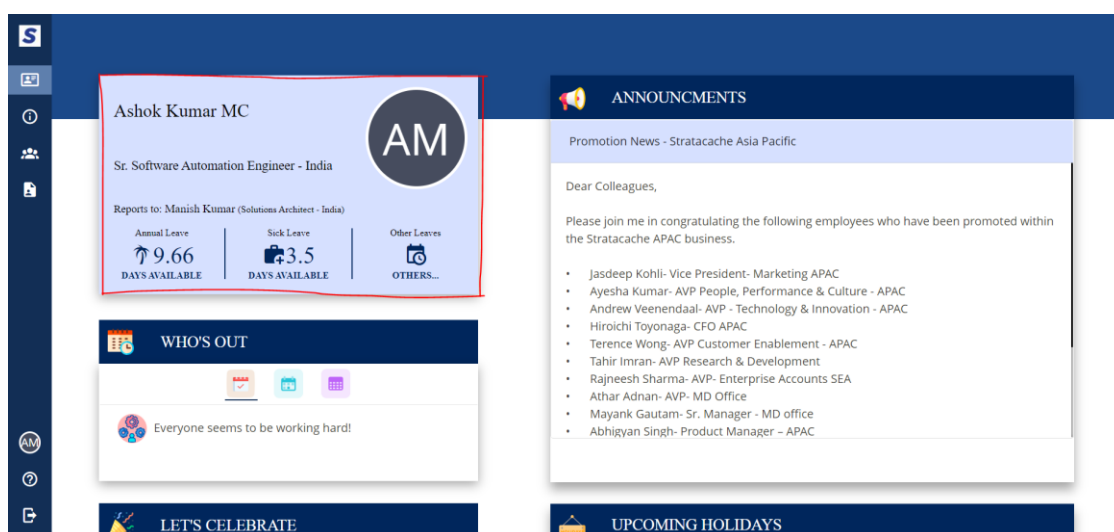 S
Ashok Kumar MC
AM
Sr. Software Automation Engineer - India
Reports to: Manish Kumar (Solutions Architect - India)
Annual Leave
9.66
DAYS AVAILABLE
Sick Leave
3.5
DAYS AVAILABLE
Other Leaves
OTHERS...
WHO'S OUT
Everyone seems to be working hard!
LET'S CELEBRATE
ANNOUNCMENTS
Promotion News - Stratacache Asia Pacific
Dear Colleagues,
Please join me in congratulating the following employees who have been promoted within
the Stratacache APAC business.
• Jasdeep Kohli- Vice President- Marketing APAC
• Ayesha Kumar- AVP People, Performance & Culture - APAC
• Andrew Veenendaal- AVP - Technology & Innovation - APAC
• Hiroichi Toyonaga- CFO APAC
• Terence Wong- AVP Customer Enablement - APAC
• Tahir Imran- AVP Research & Development
• Rajneesh Sharma- AVP- Enterprise Accounts SEA
• Athar Adnan- AVP- MD Office
• Mayank Gautam- Sr. Manager - MD office
• Abhigyan Singh- Product Manager – APAC
UPCOMING HOLIDAYS
AM